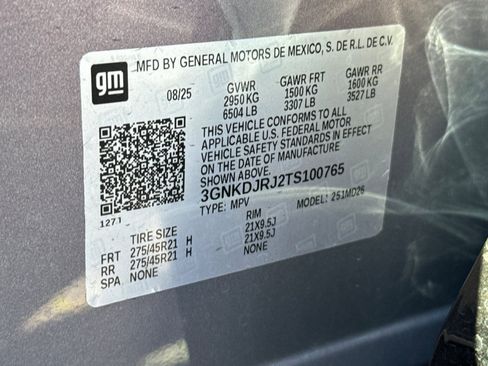 MFD BY GENERAL MOTORS DE MEXICO, S. DE R.L. DE C.V.
gm
08/25 GVWR GAWR FRT GAWR RR
2950 KG 1500 KG 1600 KG
6504 LB 3307 LB 3527 LB
THIS VEHICLE CONFORMS TO ALL
APPLICABLE U.S. FEDERAL MOTOR
VEHICLE SAFETY STANDARDS IN EFFECT
ON THE DATE OF MANUFACTURE
SHOWN ABOVE.
3GNKDJRJ2TS100765
TYPE: MPV MODEL: 251MD26
1271
TIRE SIZE RIM
FRT 275/45R21 H 21X9.5J
RR 275/45R21 H 21X9.5J
SPA NONE NONE